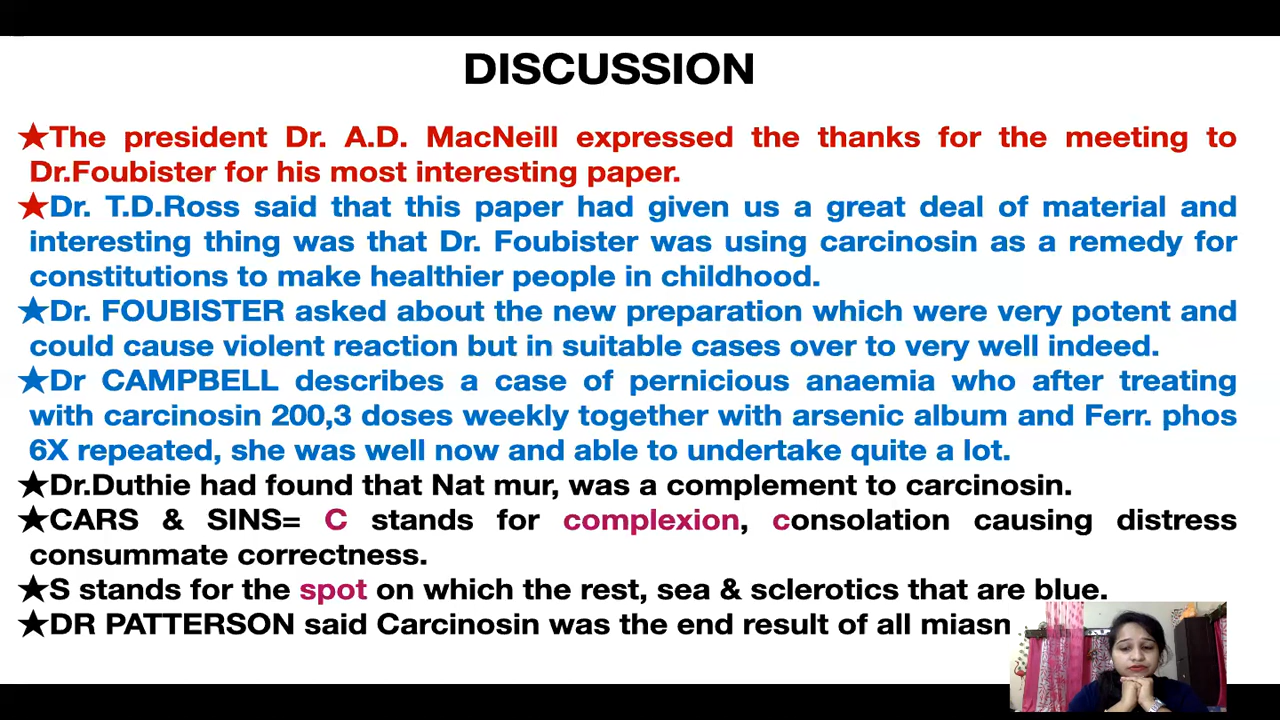 DISCUSSION
★The president Dr. A.D. MacNeill expressed the thanks for the meeting to
Dr.Foubister for his most interesting paper.
★Dr. T.D.Ross said that this paper had given us a great deal of material and
interesting thing was that Dr. Foubister was using carcinosin as a remedy for
constitutions to make healthier people in childhood.
★Dr. FOUBISTER asked about the new preparation which were very potent and
could cause violent reaction but in suitable cases over to very well indeed.
★Dr CAMPBELL describes a case of pernicious anaemia who after treating
with carcinosin 200,3 doses weekly together with arsenic album and Ferr. phos
6X repeated, she was well now and able to undertake quite a lot.
★Dr.Duthie had found that Nat mur, was a complement to carcinosin.
★CARS & SINS= C stands for complexion, consolation causing distress
consummate correctness.
★S stands for the spot on which the rest, sea & sclerotics that are blue.
★DR PATTERSON said Carcinosin was the end result of all miasn